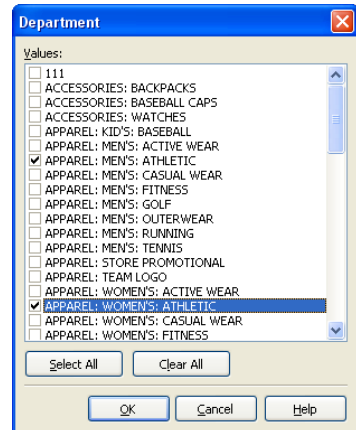 Department
Values:
111
ACCESSORIES: BACKPACKS
ACCESSORIES: BASEBALL CAPS
ACCESSORIES: WATCHES
APPAREL: KID'S: BASEBALL
APPAREL: MEN'S: ACTIVE WEAR
APPAREL: MEN'S: ATHLETIC
APPAREL: MEN'S: CASUAL WEAR
APPAREL: MEN'S: FITNESS
APPAREL: MEN'S: GOLF
APPAREL: MEN'S: OUTERWEAR
APPAREL: MEN'S: RUNNING
APPAREL: MEN'S: TENNIS
APPAREL: STORE PROMOTIONAL
APPAREL: TEAM LOGO
APPAREL: WOMEN'S: ACTIVE WEAR
APPAREL: WOMEN'S: ATHLETIC
APPAREL: WOMEN'S: CASUAL WEAR
APPAREL: WOMEN'S: FITNESS
Select All Clear All
OK Cancel Help